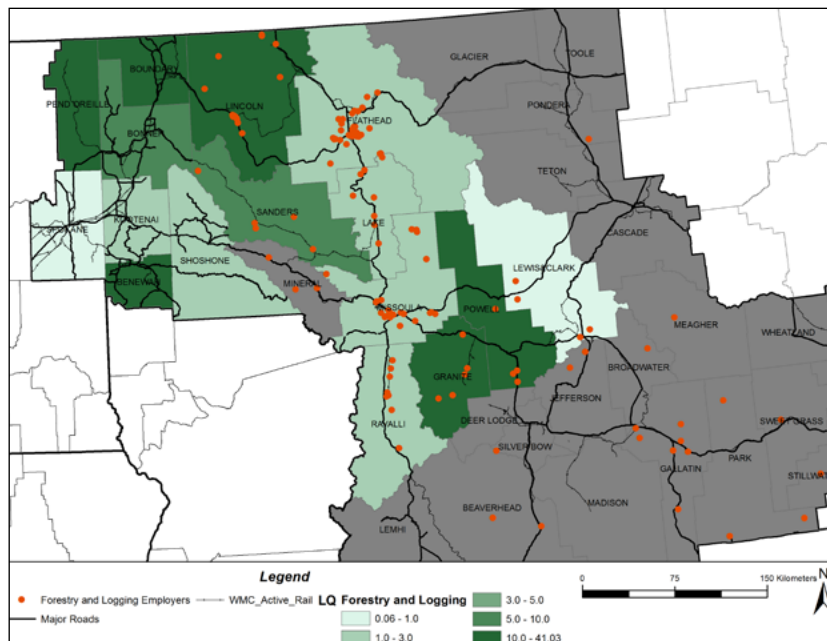 GLACIER
TOOLE
BOUNDARY
PEND OREILLE
LINCOLN
PONDERA
FLATHEAD
BONNER
TETON
SANDERS
LAKE
CASCADE
SPOKANE
KOOTENAI
SHOSHONE
LEWIS&CLARK
MINERAL
BENEWAH
MISSOULA
POWELL
MEAGHER
WHEATLAND
BROADWATER
GRANITE
JEFFERSON
DEER LODGE
SWEET GRASS
RAVALLI
SILVER BOW
PARK
GALLATIN
STILLWAT
MADISON
BEAVERHEAD
LEMHI
Legend
Forestry and Logging Employers
WMC_Active_Rail
LQ Forestry and Logging
3.0 - 5.0
0 75 150 Kilometers
N
Major Roads
0.06 - 1.0
5.0 - 10.0
1.0 - 3.0
10.0 - 41.03